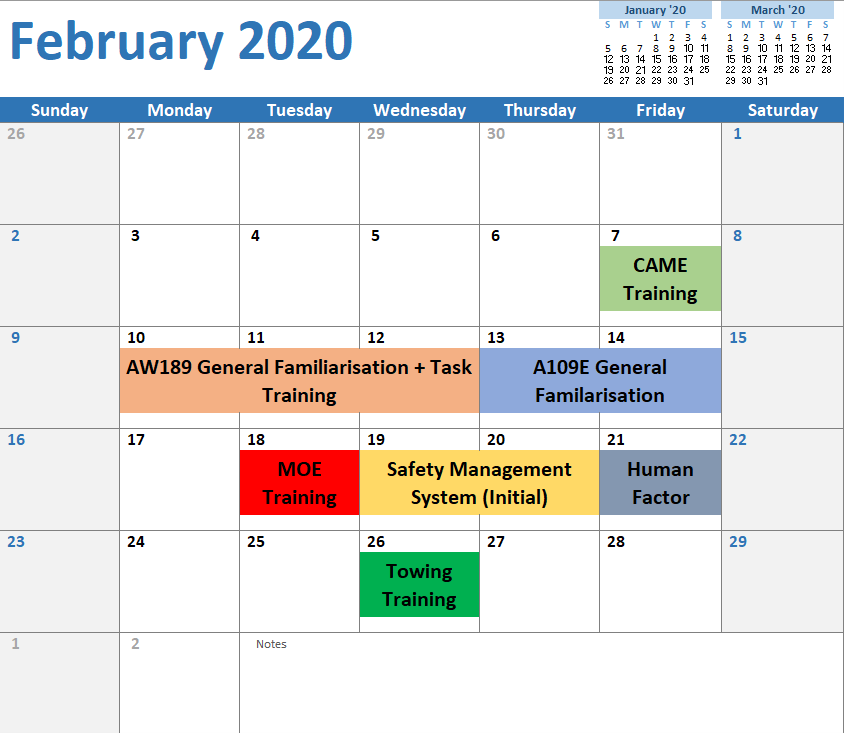 February 2020
January '20
S M T W T F S
1 2 3 4
5 6 7 8 9 10 11
12 13 14 15 16 17 18
19 20 21 22 23 24 25
26 27 28 29 30 31
March '20
S M T W T F S
1 2 3 4 5 6 7
8 9 10 11 12 13 14
15 16 17 18 19 20 21
22 23 24 25 26 27 28
29 30 31
Sunday Monday Tuesday Wednesday Thursday Friday Saturday
26 27 28 29 30 31 1
2 3 4 5 6 7 8
CAME
Training
9 10 11 12 13 14 15
AW189 General Familiarisation + Task
Training
A109E General
Familarisation
16 17 18 19 20 21 22
MOE
Training
Safety Management
System (Initial)
Human
Factor
23 24 25 26 27 28 29
Towing
Training
1 2 Notes